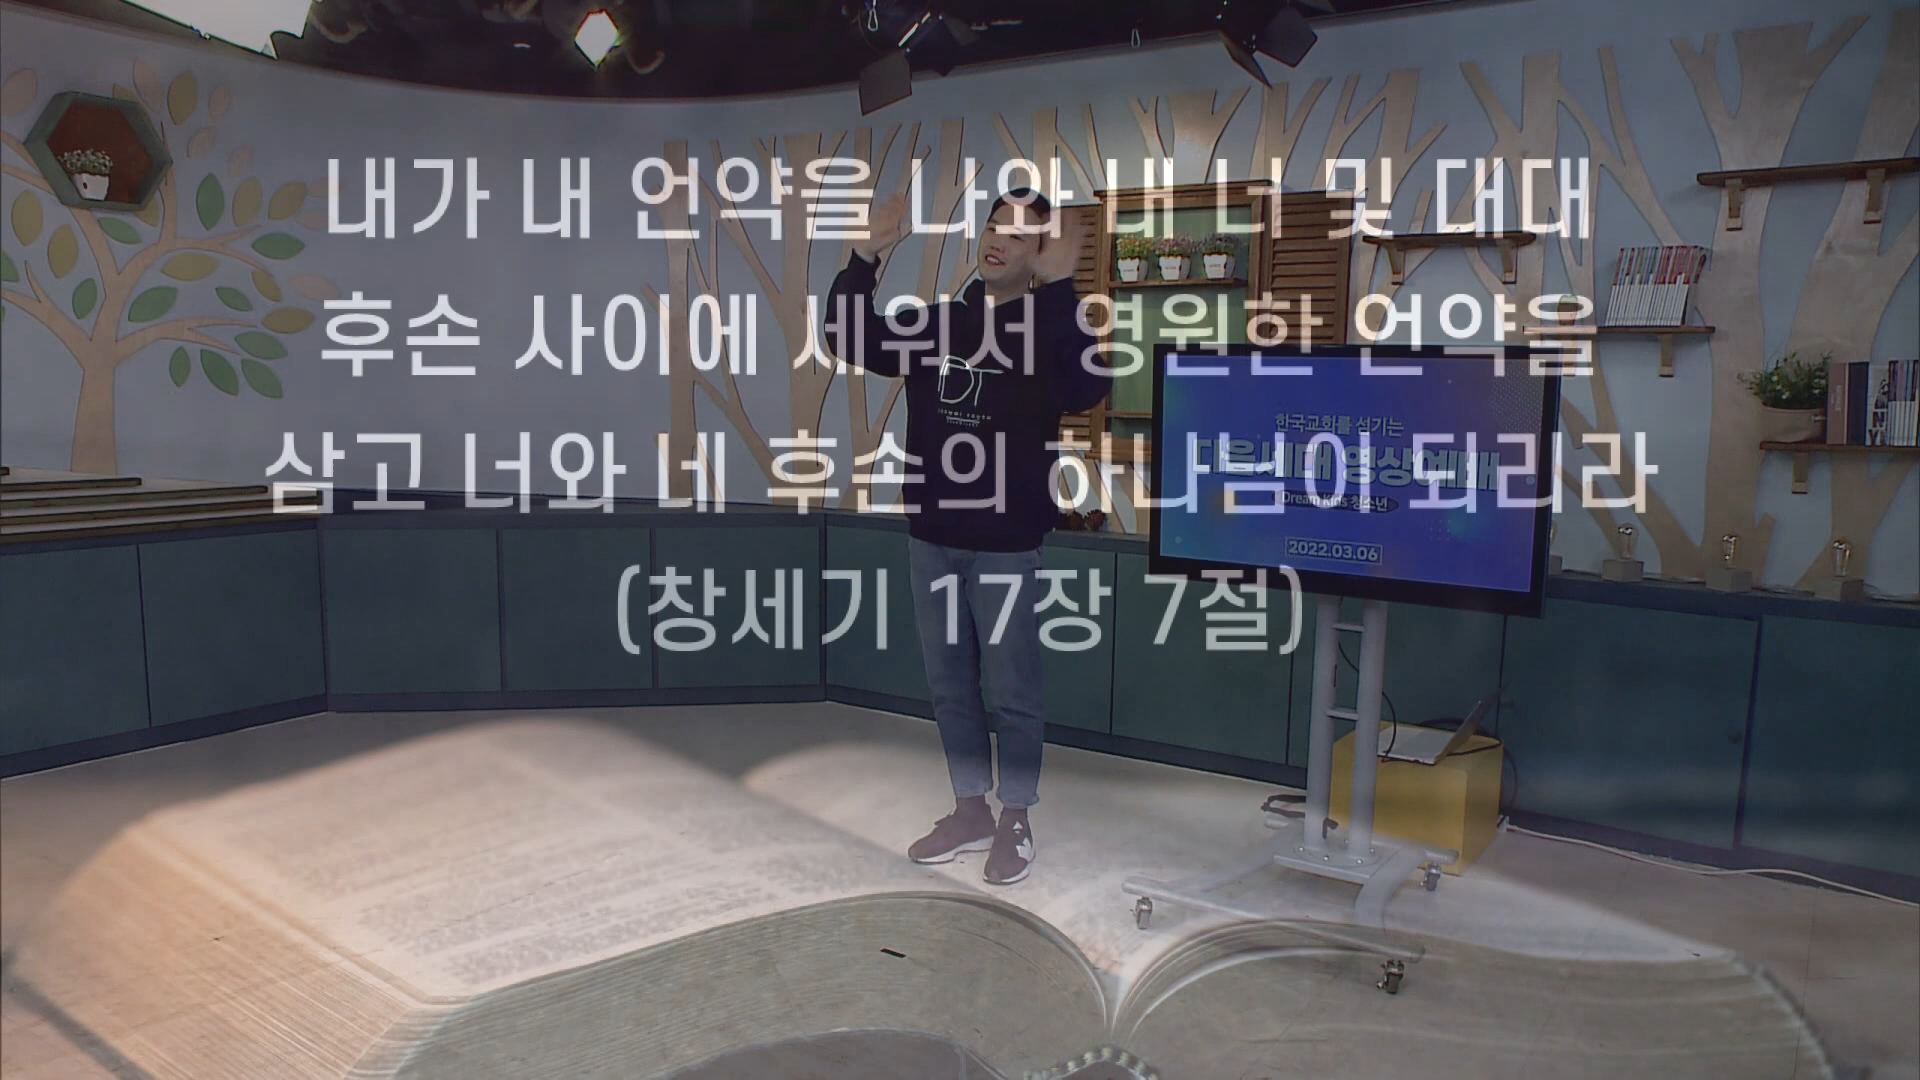 내가 내 언약을 나와 내 너 및 대대
후손 사이에 세워서 영원한 언약을
삼고 너와 네 후손의 하나님이 되리라
(창세기 17장 7절)
DT
한국교회를 섬기는
다음세대 영상예배
Dream Kids 청소년
2022.03.06